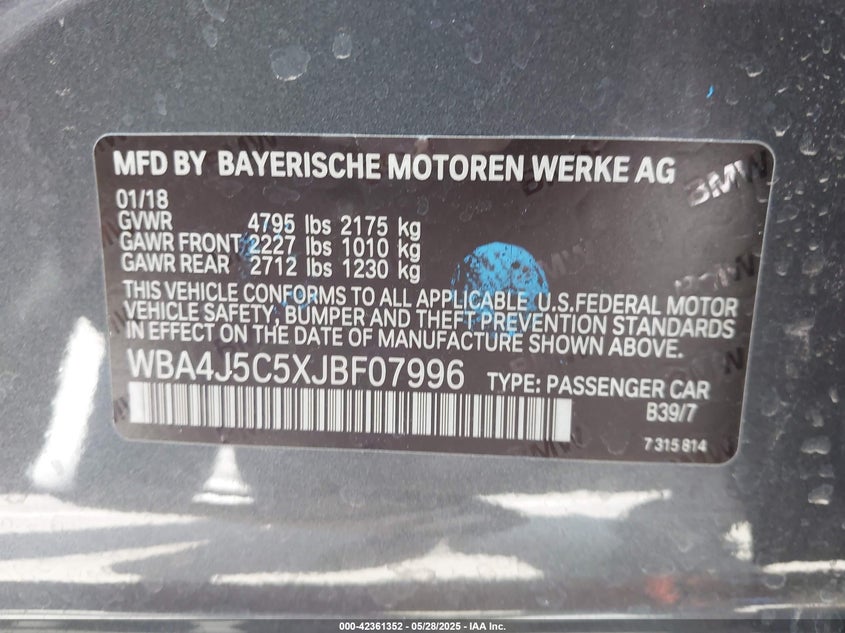 MFD BY BAYERISCHE MOTOREN WERKE AG
BMW
01/18
GVWR 4795 lbs 2175 kg
GAWR FRONT 2227 lbs 1010 kg
GAWR REAR 2712 lbs 1230 kg
BMW
THIS VEHICLE CONFORMS TO ALL APPLICABLE U.S.FEDERAL MOTOR
VEHICLE SAFETY, BUMPER AND THEFT PREVENTION STANDARDS
IN EFFECT ON THE DATE OF MANUFACTURE SHOWN ABOVE.
WBA4J5C5XJBF07996 TYPE: PASSENGER CAR
B39/7
7 315 814
000-42361352 - 05/28/2025 - IAA Inc.